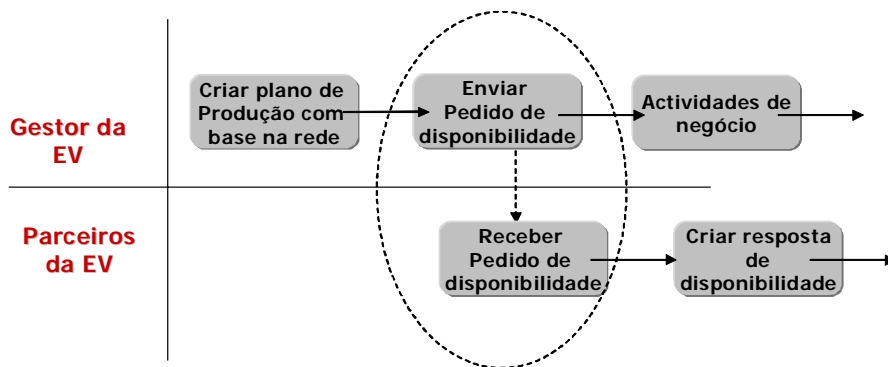 Gestor da
EV
Criar plano de
Produção com
base na rede
Enviar
Pedido de
disponibilidade
Actividades de
negócio
Parceiros
da EV
Receber
Pedido de
disponibilidade
Criar resposta
de
disponibilidade